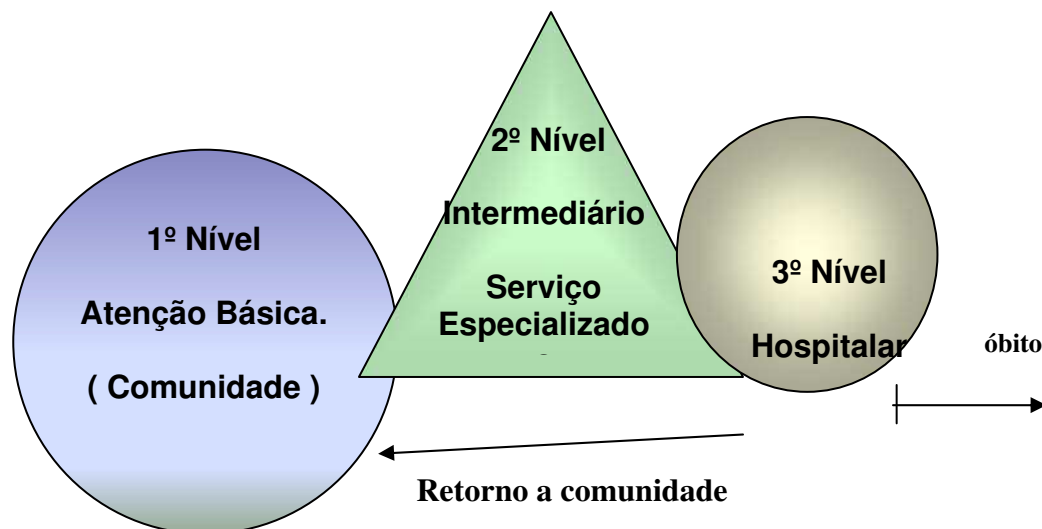 1º Nível
Atenção Básica.
( Comunidade )
2º Nível
Intermediário
Serviço
Especializado
3º Nível
Hospitalar
óbito
Retorno a comunidade